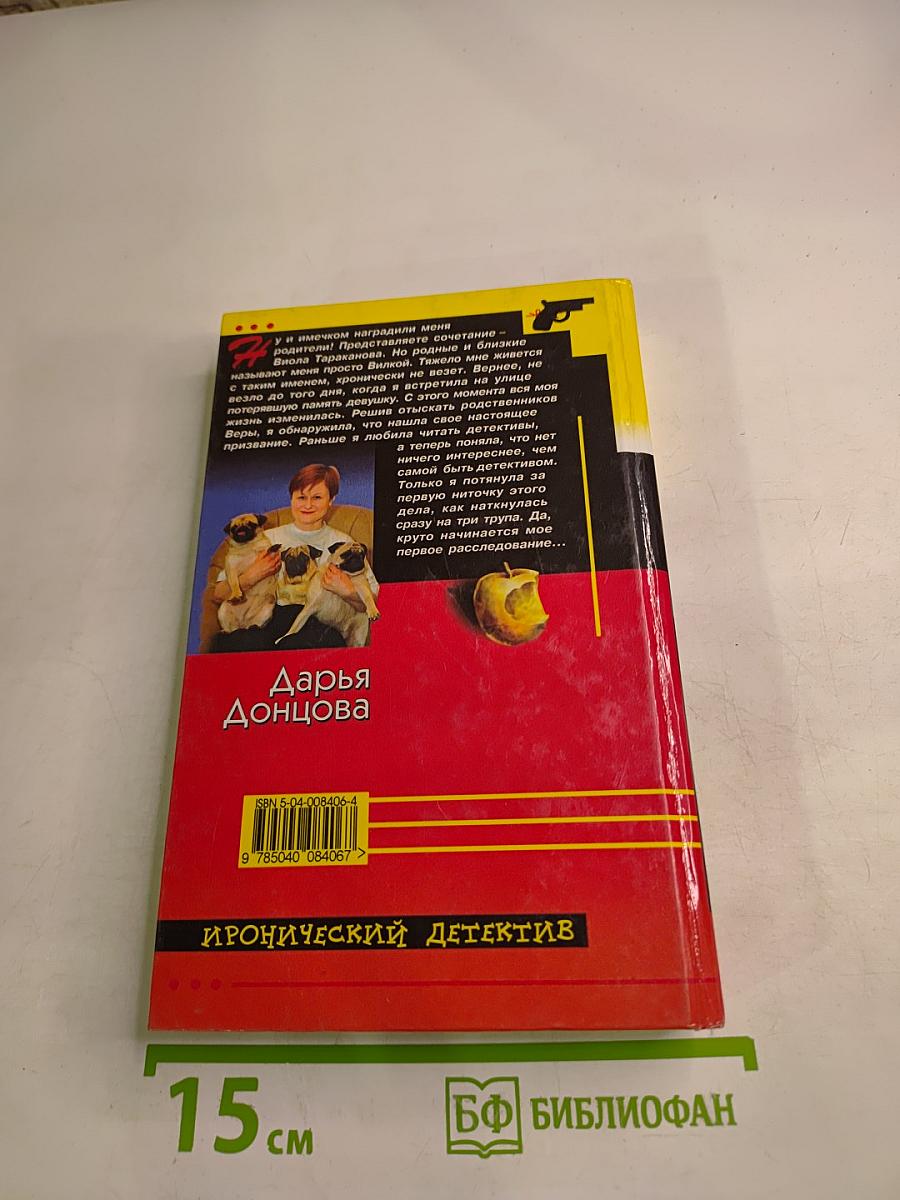 Ну и имечком наградили меня
родители! Представляете сочетание –
Виола Тараканова. Но родные и близкие
называют меня просто Вилкой. Тяжело мне живется
с таким именем, хронически не везет. Вернее, не
везло до того дня, когда я встретила на улице
потерявшую память девушку. С этого момента вся моя
жизнь изменилась. Решив отыскать родственников
Веры, я обнаружила, что нашла свое настоящее
призвание. Раньше я любила читать детективы,
а теперь поняла, что нет
ничего интереснее, чем
самой быть детективом.
Только я потянула за
первую ниточку этого
дела, как наткнулась
сразу на три трупа. Да,
круто начинается мое
первое расследование...
Дарья
Донцова
ISBN 5-04-008406-4
9 785040 084067 >
ИРОНИЧЕСКИЙ ДЕТЕКТИВ
15 см
БФ БИБЛИОФАН